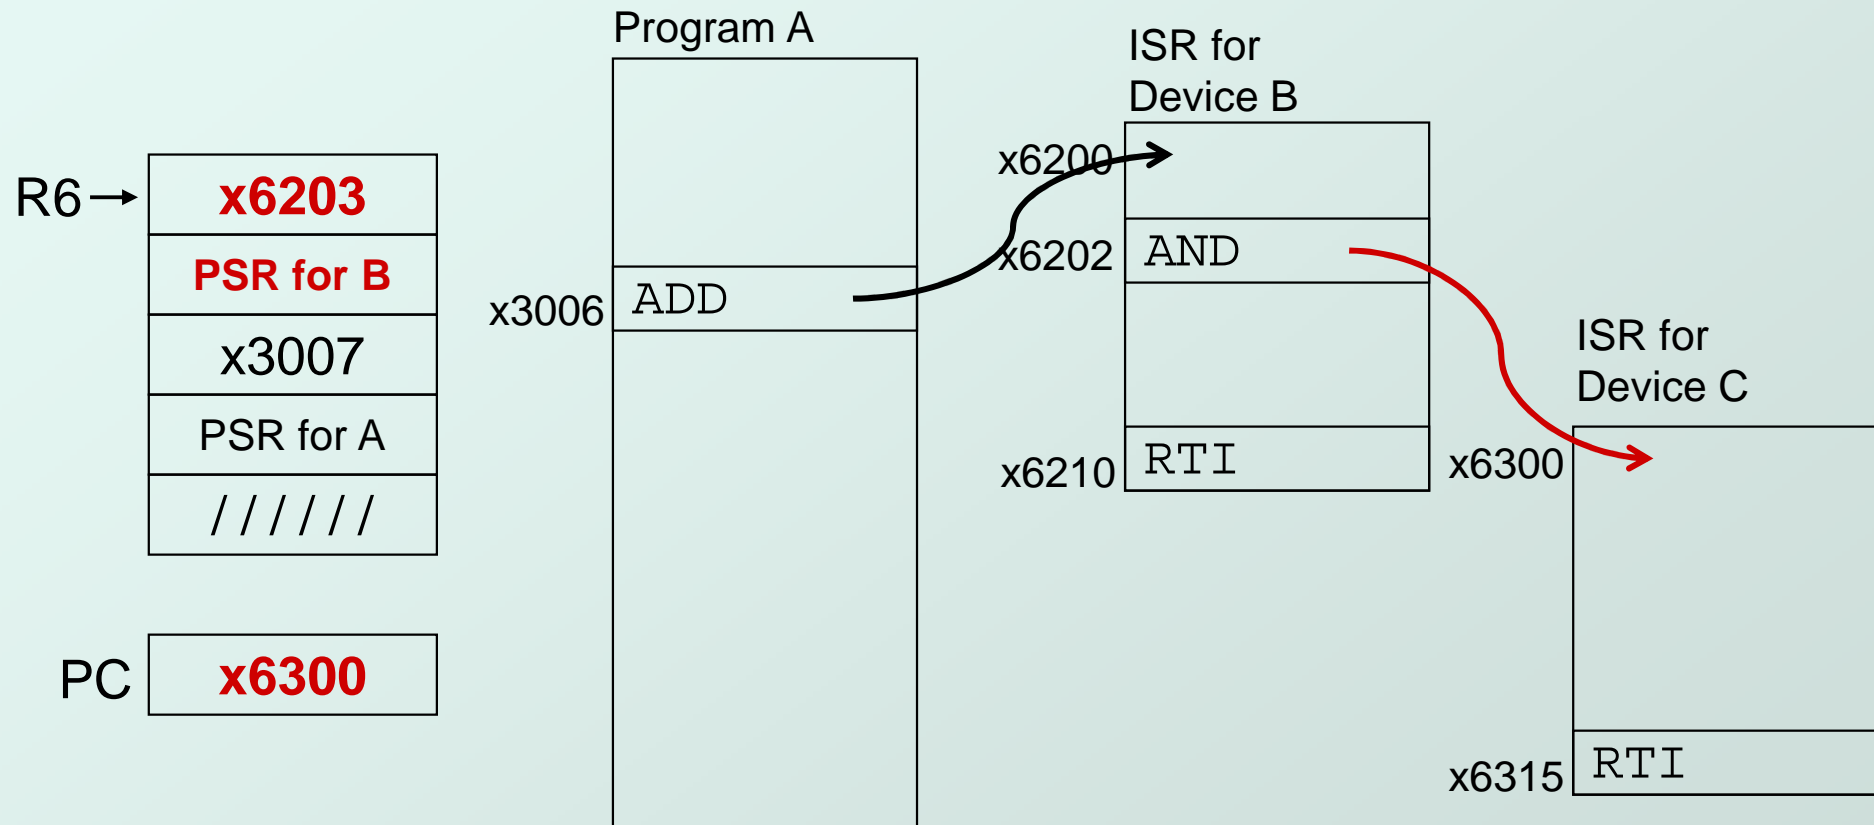 Program A
ISR for
Device B
x6200
R6
x6203
x6202
AND
PSR for B
x3006
ADD
x3007
ISR for
Device C
PSR for A
x6210
RTI
x6300
//////
PC
x6300
x6315
RTI